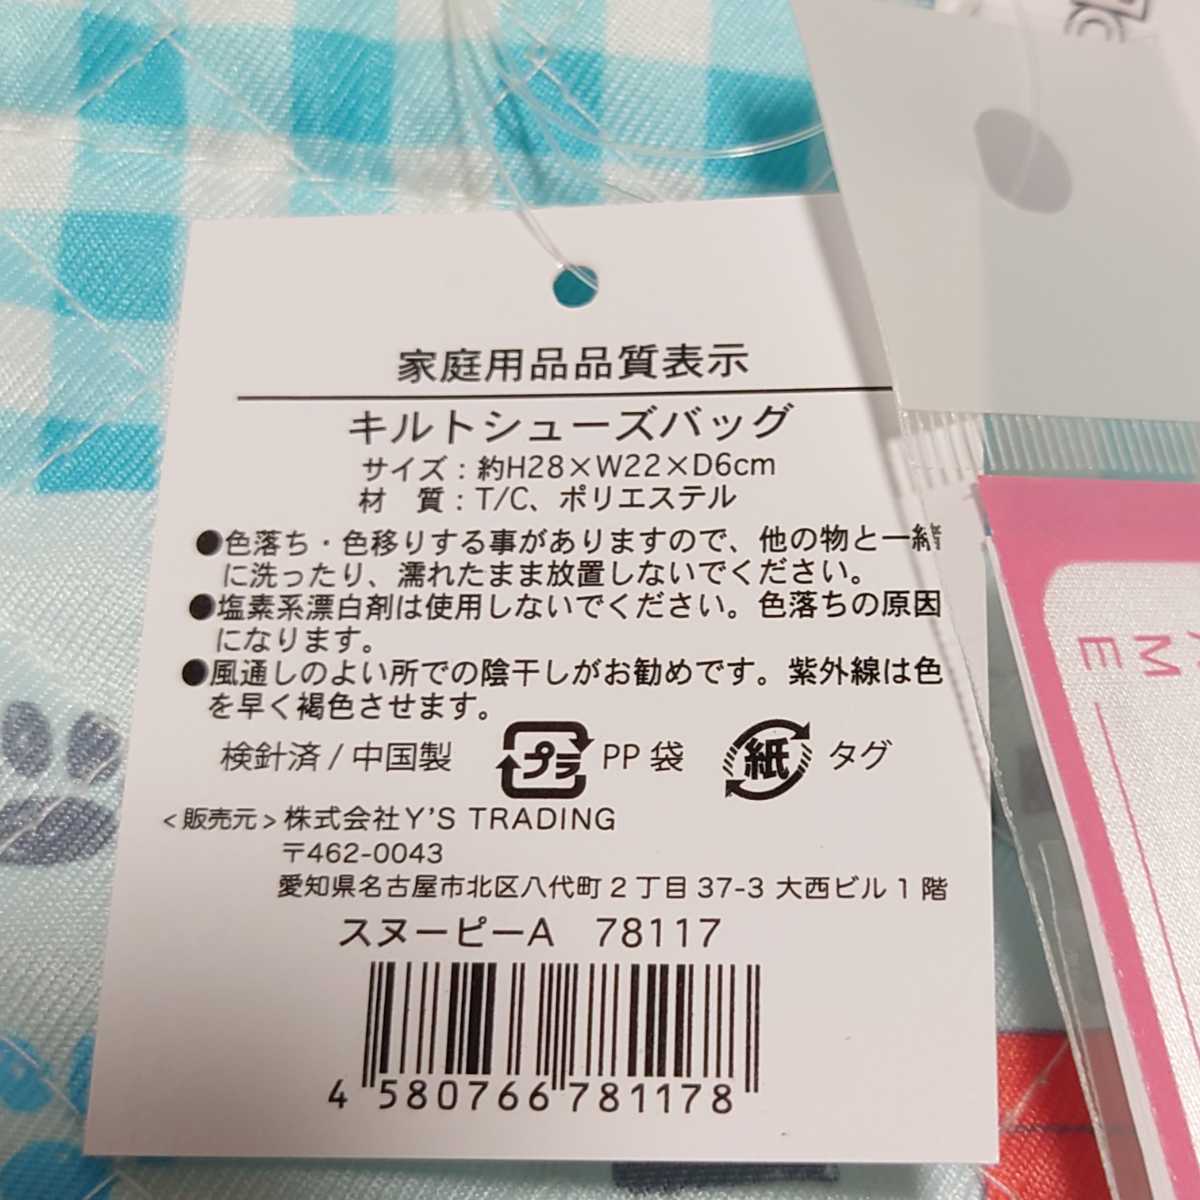 家庭用品品質表示
キルトシューズバッグ
サイズ：約H28×W22×D6cm
材　質：T/C、ポリエステル
●色落ち・色移りする事がありますので、他の物と一緒
に洗ったり、濡れたまま放置しないでください。
●塩素系漂白剤は使用しないでください。色落ちの原因
になります。
●風通しのよい所での陰干しがお勧めです。紫外線は色
を早く褪色させます。
検針済 / 中国製 プラ PP 袋 紙 タグ
＜販売元＞株式会社Y'S TRADING
〒462-0043
愛知県名古屋市北区八代町２丁目37-3 大西ビル１階
スヌーピーA　78117
4 580766 781178
ME